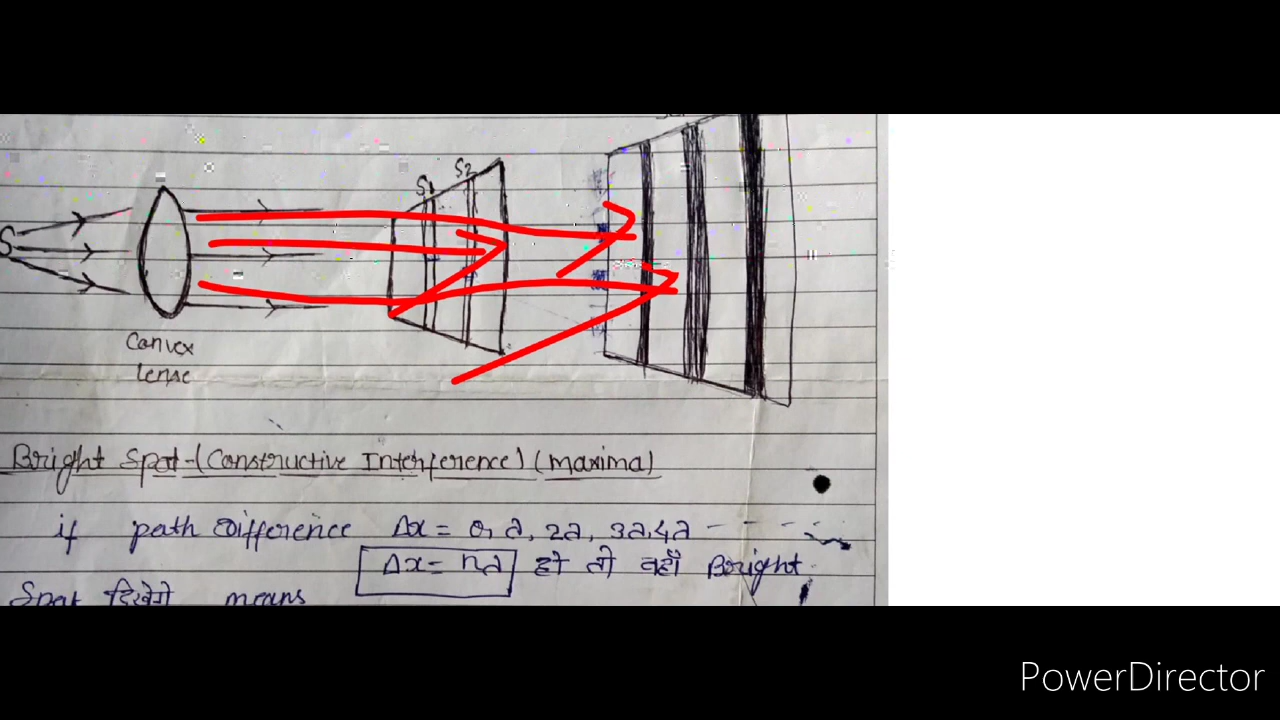 S
S1
S2
Convex
lense
Bright Spot-(Constructive Interference) (maxima)
if path difference Δx = 0, λ, 2λ, 3λ, 4λ - - - -
Δx = nλ हो तो वहाँ Bright
Spot दिखेगे means
PowerDirector